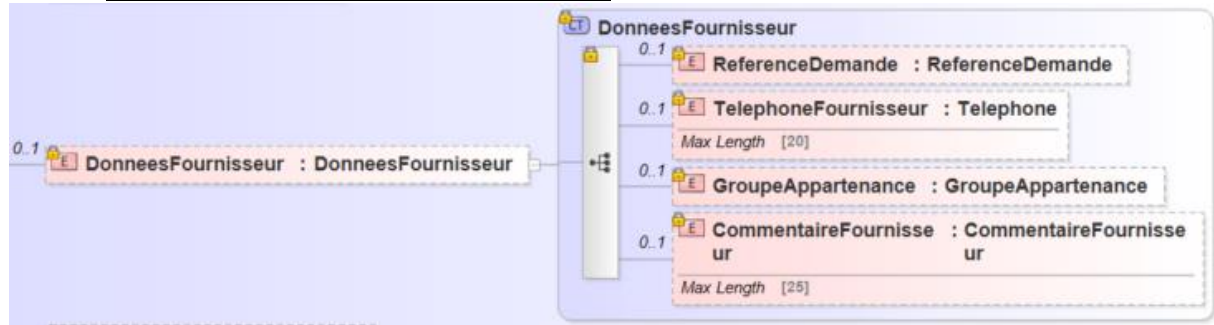 CT DonneesFournisseur
0..1 E ReferenceDemande : ReferenceDemande
0..1 E TelephoneFournisseur : Telephone
Max Length [20]
0..1 E DonneesFournisseur : DonneesFournisseur
0..1 E GroupeAppartenance : GroupeAppartenance
0..1 E CommentaireFournisse : CommentaireFournisse
ur ur
Max Length [25]